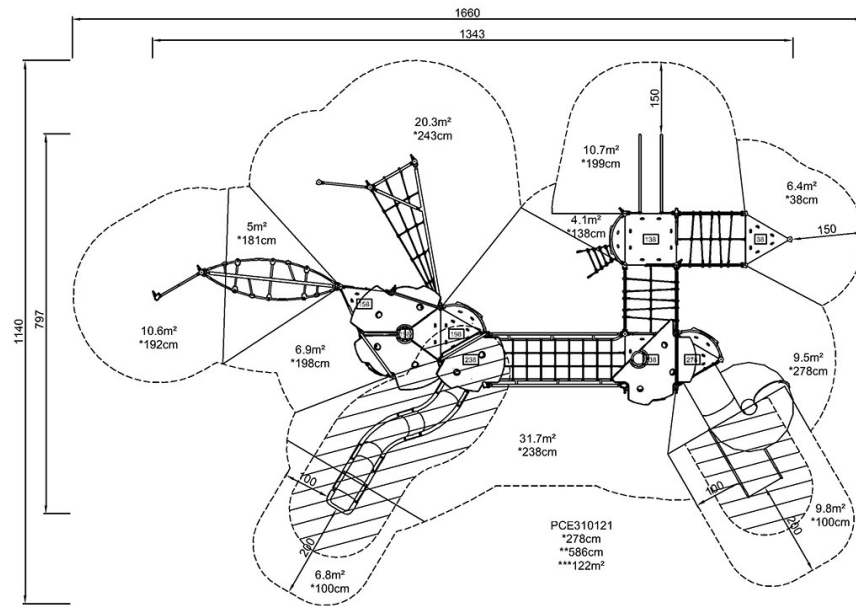 1660
1343
1140
797
20.3m²
*243cm
150
10.7m²
*199cm
6.4m²
*38cm
150
4.1m²
*138cm
138
38
5m²
*181cm
158
198
238
10.6m²
*192cm
6.9m²
*198cm
9.5m²
*278cm
31.7m²
*238cm
100
200
6.8m²
*100cm
100
200
9.8m²
*100cm
PCE310121
*278cm
**586cm
***122m²